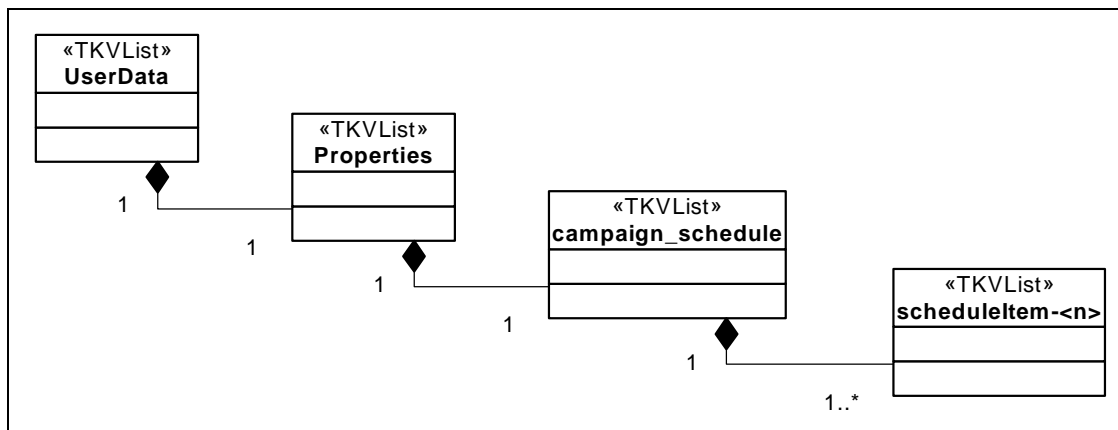 «TKVList»
UserData
«TKVList»
Properties
1
1
«TKVList»
campaign_schedule
1
1
«TKVList»
scheduleItem-<n>
1
1..*